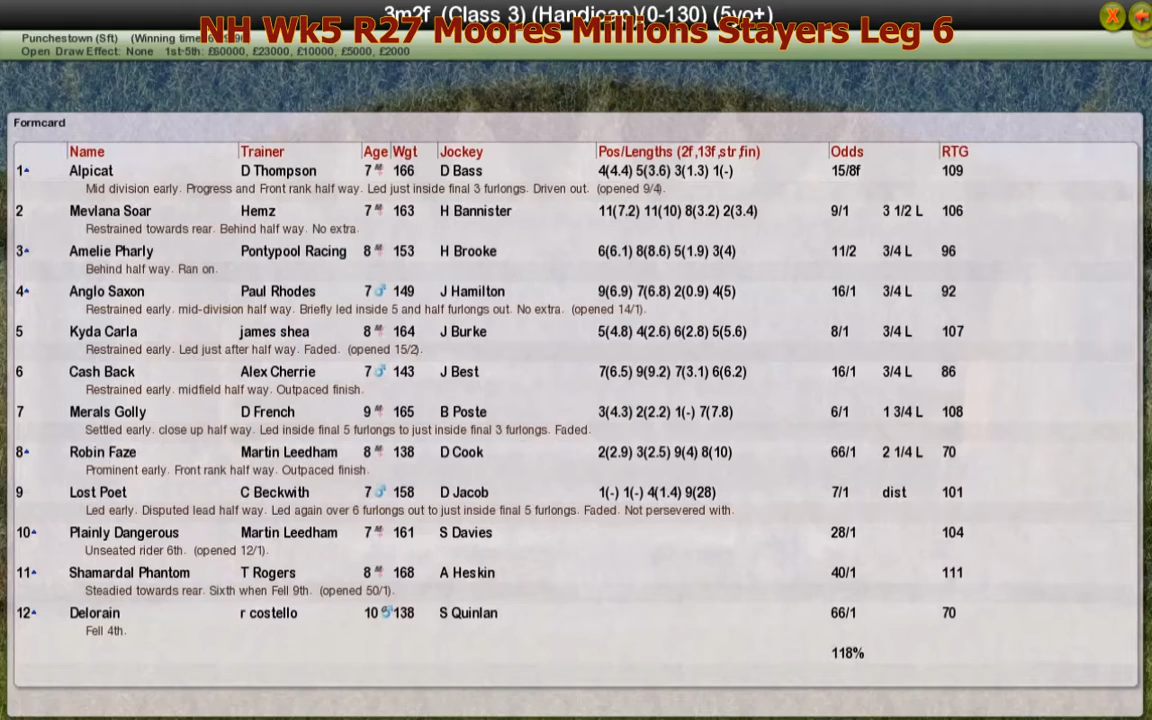 3m2f (Class 3) (Handicap)(0-130) (5yo+)
NH Wk5 R27 Moores Millions Stayers Leg 6
Punchestown (Sft) (Winning time
Open Draw Effect: None 1st-5th: £60000, £23000, £10000, £5000, £2000
Formcard
Name Trainer Age Wgt Jockey Pos/Lengths (2f,13f,str,fin) Odds RTG
1 Alpicat D Thompson 7 166 D Bass 4(4.4) 5(3.6) 3(1.3) 1(-) 15/8f 109
Mid division early. Progress and Front rank half way. Led just inside final 3 furlongs. Driven out. (opened 9/4).
2 Mevlana Soar Hemz 7 163 H Bannister 11(7.2) 11(10) 8(3.2) 2(3.4) 9/1 3 1/2 L 106
Restrained towards rear. Behind half way. No extra.
3 Amelie Pharly Pontypool Racing 8 153 H Brooke 6(6.1) 8(8.6) 5(1.9) 3(4) 11/2 3/4 L 96
Behind half way. Ran on.
4 Anglo Saxon Paul Rhodes 7 149 J Hamilton 9(6.9) 7(6.8) 2(0.9) 4(5) 16/1 3/4 L 92
Restrained early. mid-division half way. Briefly led inside 5 and half furlongs out. No extra. (opened 14/1).
5 Kyda Carla james shea 8 164 J Burke 5(4.8) 4(2.6) 6(2.8) 5(5.6) 8/1 3/4 L 107
Restrained early. Led just after half way. Faded. (opened 15/2).
6 Cash Back Alex Cherrie 7 143 J Best 7(6.5) 9(9.2) 7(3.1) 6(6.2) 16/1 3/4 L 86
Restrained early. midfield half way. Outpaced finish.
7 Merals Golly D French 9 165 B Poste 3(4.3) 2(2.2) 1(-) 7(7.8) 6/1 1 3/4 L 108
Settled early. close up half way. Led inside final 5 furlongs to just inside final 3 furlongs. Faded.
8 Robin Faze Martin Leedham 8 138 D Cook 2(2.9) 3(2.5) 9(4) 8(10) 66/1 2 1/4 L 70
Prominent early. Front rank half way. Outpaced finish.
9 Lost Poet C Beckwith 7 158 D Jacob 1(-) 1(-) 4(1.4) 9(28) 7/1 dist 101
Led early. Disputed lead half way. Led again over 6 furlongs out to just inside final 5 furlongs. Faded. Not persevered with.
10 Plainly Dangerous Martin Leedham 7 161 S Davies 28/1 104
Unseated rider 6th. (opened 12/1).
11 Shamardal Phantom T Rogers 8 168 A Heskin 40/1 111
Steadied towards rear. Sixth when Fell 9th. (opened 50/1).
12 Delorain r costello 10 138 S Quinlan 66/1 70
Fell 4th.
118%